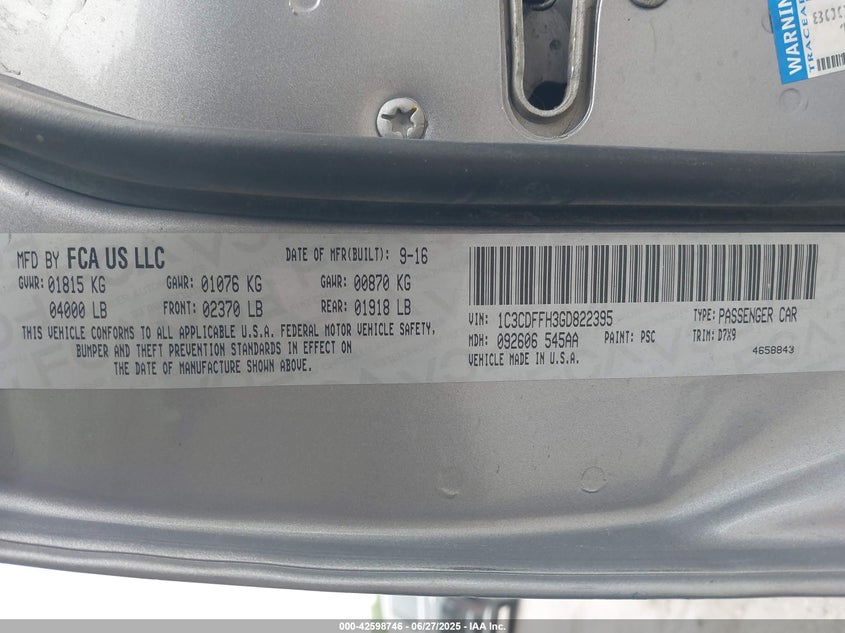 WARNING
MFD BY FCA US LLC DATE OF MFR(BUILT): 9-16
GVWR: 01815 KG GAWR: 01076 KG GAWR: 00870 KG
04000 LB FRONT: 02370 LB REAR: 01918 LB
THIS VEHICLE CONFORMS TO ALL APPLICABLE U.S.A. FEDERAL MOTOR VEHICLE SAFETY,
BUMPER AND THEFT PREVENTION STANDARDS IN EFFECT ON
THE DATE OF MANUFACTURE SHOWN ABOVE.
VIN: 1C3CDFFH3GD822395 TYPE: PASSENGER CAR
MDH: 092606 545AA PAINT: PSC TRIM: D7X9
VEHICLE MADE IN U.S.A. 4658843
000-42598746 - 06/27/2025 - IAA Inc.